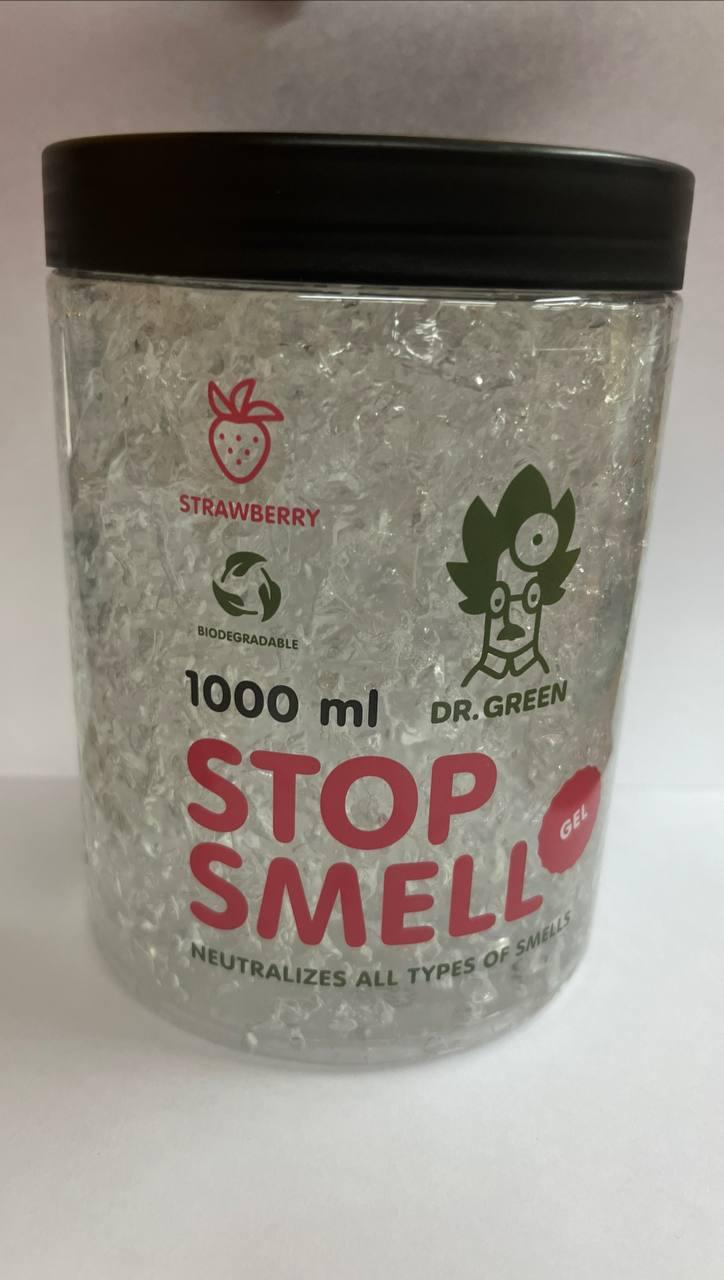 STRAWBERRY
BIODEGRADABLE
1000 ml
DR. GREEN
STOP
SMELL
GEL
NEUTRALIZES ALL TYPES OF SMELLS